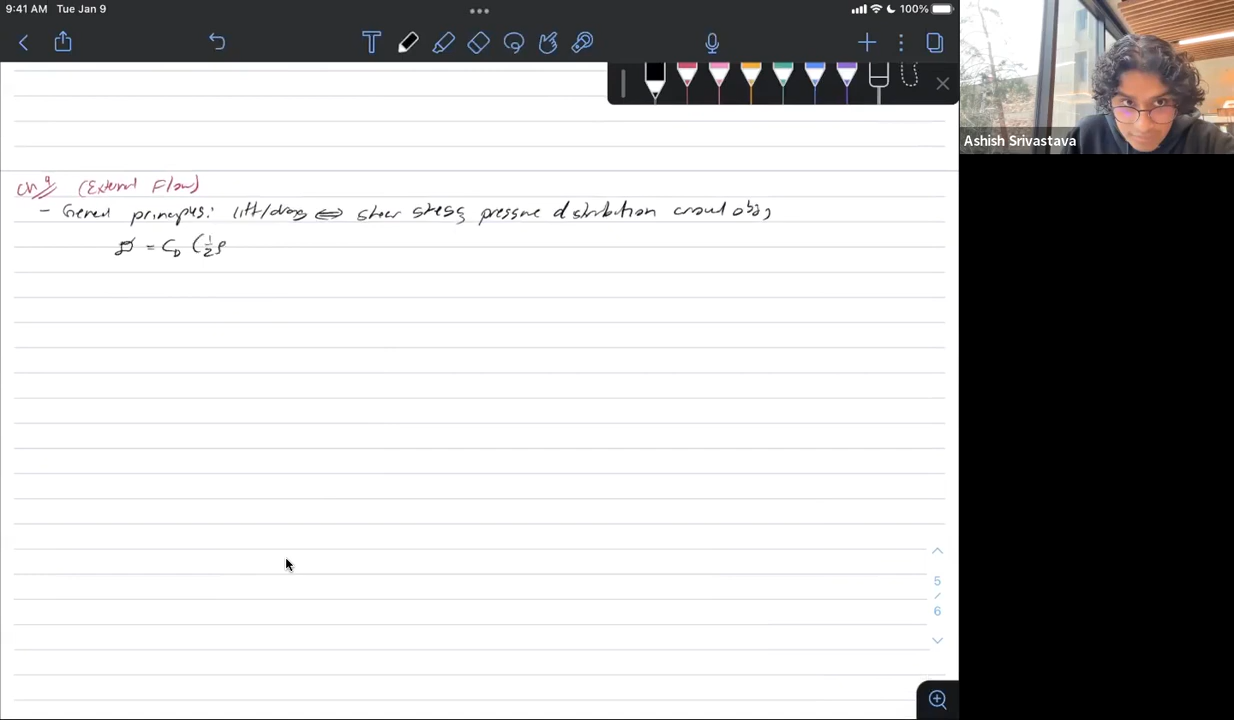 9:41 AM Tue Jan 9
100%
Ch 9 (External Flow)
- General principles: lift/drag ⇔ shear stress, pressure distribution around obj
D = C_D (½ρ
Ashish Srivastava
5
/
6